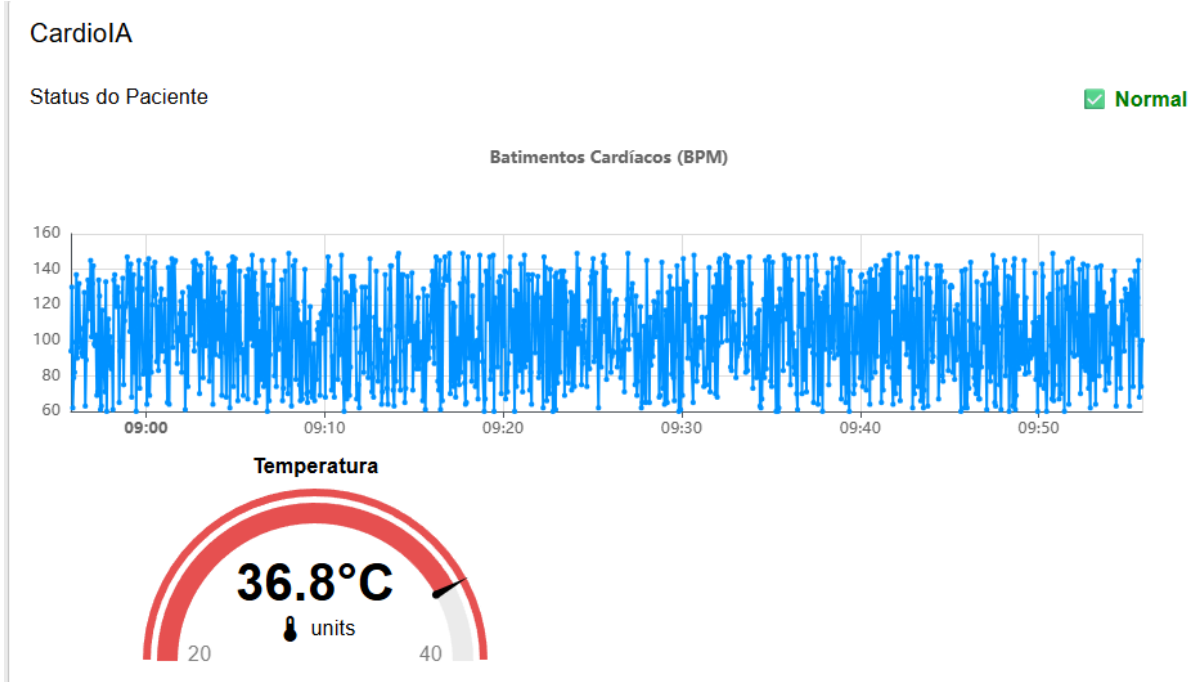 CardioIA
Status do Paciente
✅ Normal
Batimentos Cardíacos (BPM)
160
140
120
100
80
60
09:00 09:10 09:20 09:30 09:40 09:50
Temperatura
36.8°C
🌡 units
20 40